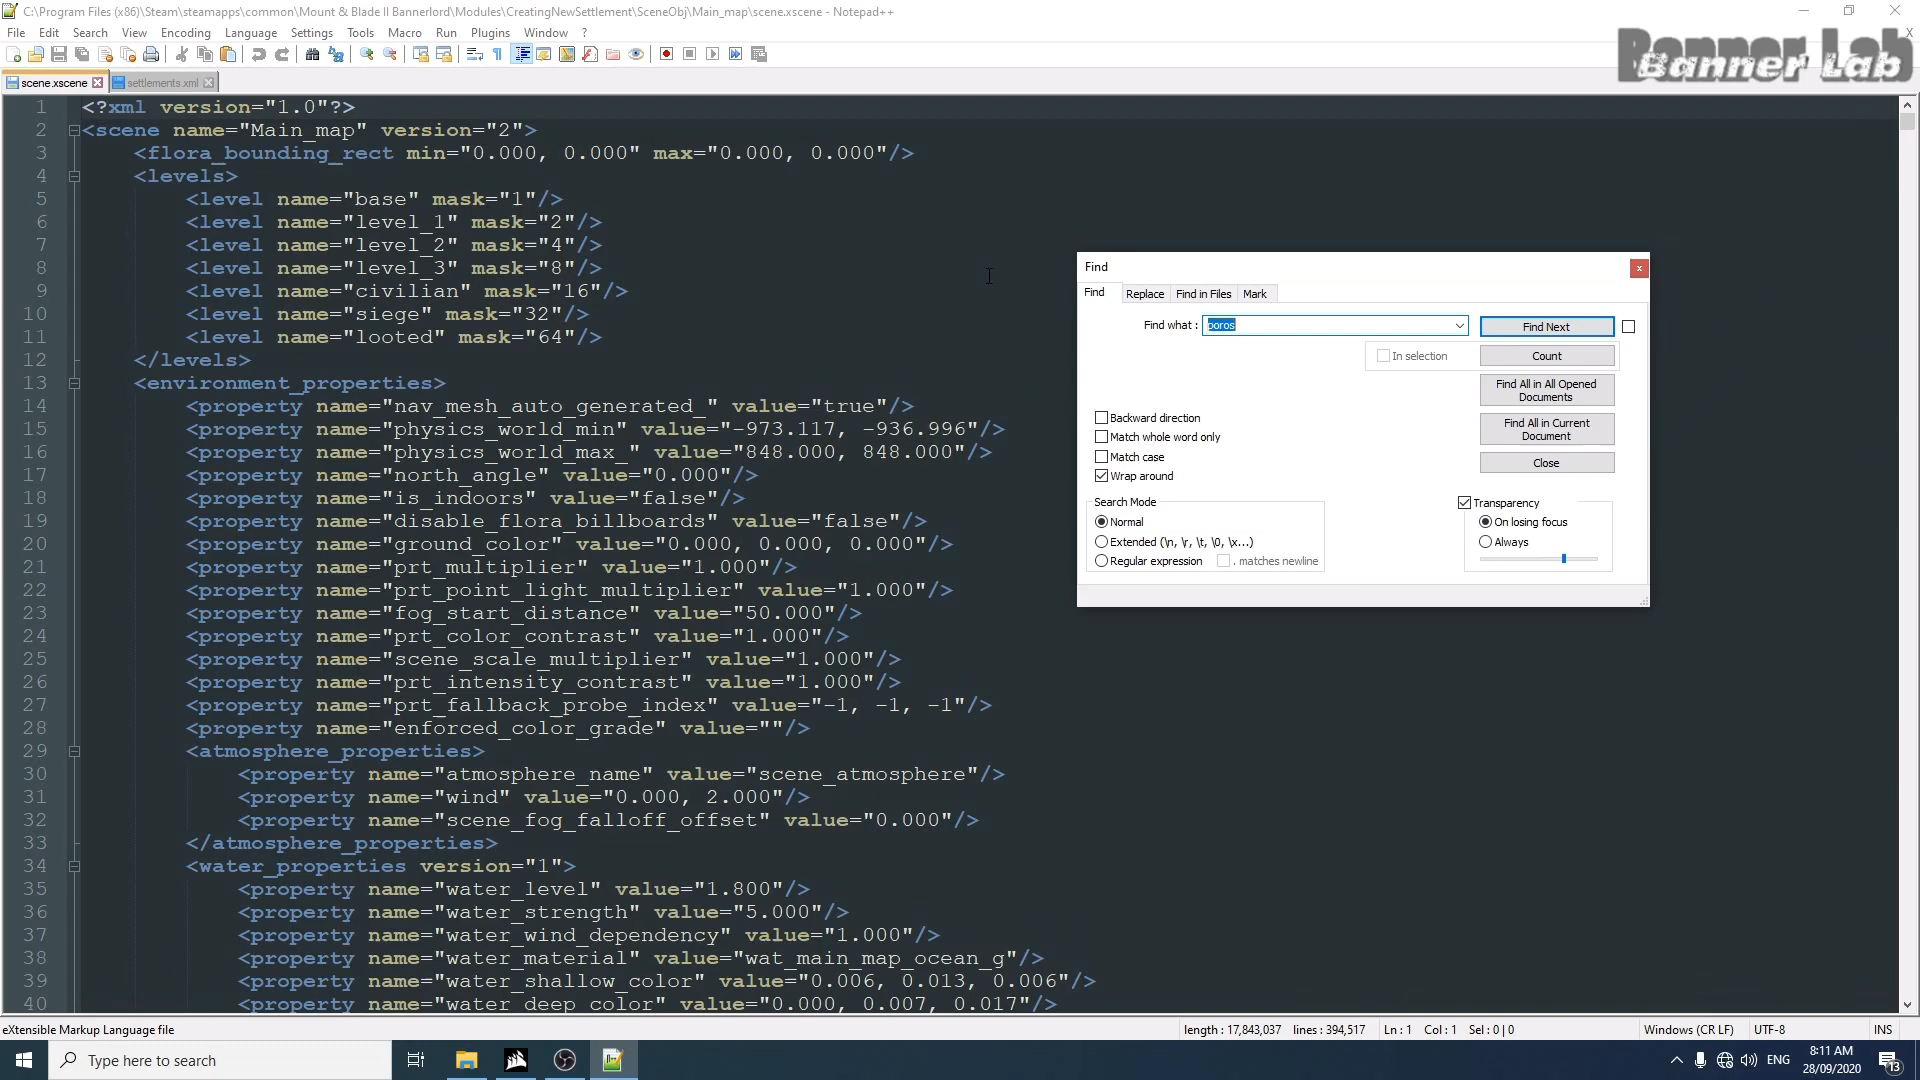 C:\Program Files (x86)\Steam\steamapps\common\Mount & Blade II Bannerlord\Modules\CreatingNewSettlement\SceneObj\Main_map\scene.xscene - Notepad++
File Edit Search View Encoding Language Settings Tools Macro Run Plugins Window ?
Banner Lab
scene.xscene settlements.xml
1 <?xml version="1.0"?>
2 <scene name="Main_map" version="2">
3 <flora_bounding_rect min="0.000, 0.000" max="0.000, 0.000"/>
4 <levels>
5 <level name="base" mask="1"/>
6 <level name="level_1" mask="2"/>
7 <level name="level_2" mask="4"/>
8 <level name="level_3" mask="8"/>
9 <level name="civilian" mask="16"/>
10 <level name="siege" mask="32"/>
11 <level name="looted" mask="64"/>
12 </levels>
13 <environment_properties>
14 <property name="nav_mesh_auto_generated_" value="true"/>
15 <property name="physics_world_min" value="-973.117, -936.996"/>
16 <property name="physics_world_max_" value="848.000, 848.000"/>
17 <property name="north_angle" value="0.000"/>
18 <property name="is_indoors" value="false"/>
19 <property name="disable_flora_billboards" value="false"/>
20 <property name="ground_color" value="0.000, 0.000, 0.000"/>
21 <property name="prt_multiplier" value="1.000"/>
22 <property name="prt_point_light_multiplier" value="1.000"/>
23 <property name="fog_start_distance" value="50.000"/>
24 <property name="prt_color_contrast" value="1.000"/>
25 <property name="scene_scale_multiplier" value="1.000"/>
26 <property name="prt_intensity_contrast" value="1.000"/>
27 <property name="prt_fallback_probe_index" value="-1, -1, -1"/>
28 <property name="enforced_color_grade" value=""/>
29 <atmosphere_properties>
30 <property name="atmosphere_name" value="scene_atmosphere"/>
31 <property name="wind" value="0.000, 2.000"/>
32 <property name="scene_fog_falloff_offset" value="0.000"/>
33 </atmosphere_properties>
34 <water_properties version="1">
35 <property name="water_level" value="1.800"/>
36 <property name="water_strength" value="5.000"/>
37 <property name="water_wind_dependency" value="1.000"/>
38 <property name="water_material" value="wat_main_map_ocean_g"/>
39 <property name="water_shallow_color" value="0.006, 0.013, 0.006"/>
40 <property name="water_deep_color" value="0.000, 0.007, 0.017"/>
Find
Find Replace Find in Files Mark
Find what : poros
Find Next
In selection
Count
Find All in All Opened
Documents
Find All in Current
Document
Close
Backward direction
Match whole word only
Match case
Wrap around
Search Mode
Normal
Extended (\n, \r, \t, \0, \x...)
Regular expression . matches newline
Transparency
On losing focus
Always
eXtensible Markup Language file length : 17,843,037 lines : 394,517 Ln : 1 Col : 1 Sel : 0 | 0 Windows (CR LF) UTF-8 INS
Type here to search
ENG
8:11 AM
28/09/2020
13